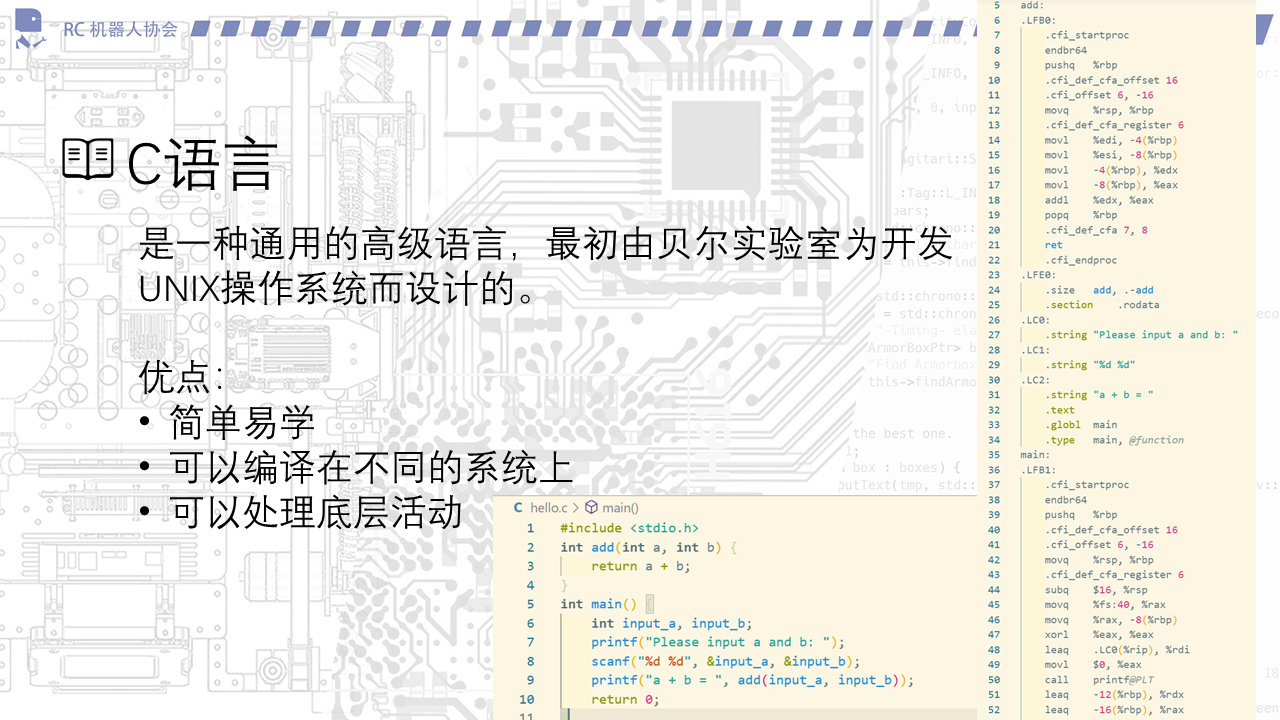 RC 机器人协会
C语言
是一种通用的高级语言，最初由贝尔实验室为开发
UNIX操作系统而设计的。
优点：
• 简单易学
• 可以编译在不同的系统上
• 可以处理底层活动
C hello.c > main()
1 #include <stdio.h>
2 int add(int a, int b) {
3 return a + b;
4 }
5 int main() {
6 int input_a, input_b;
7 printf("Please input a and b: ");
8 scanf("%d %d", &input_a, &input_b);
9 printf("a + b = ", add(input_a, input_b));
10 return 0;
11
5 add:
6 .LFB0:
7 .cfi_startproc
8 endbr64
9 pushq %rbp
10 .cfi_def_cfa_offset 16
11 .cfi_offset 6, -16
12 movq %rsp, %rbp
13 .cfi_def_cfa_register 6
14 movl %edi, -4(%rbp)
15 movl %esi, -8(%rbp)
16 movl -4(%rbp), %edx
17 movl -8(%rbp), %eax
18 addl %edx, %eax
19 popq %rbp
20 .cfi_def_cfa 7, 8
21 ret
22 .cfi_endproc
23 .LFE0:
24 .size add, .-add
25 .section .rodata
26 .LC0:
27 .string "Please input a and b: "
28 .LC1:
29 .string "%d %d"
30 .LC2:
31 .string "a + b = "
32 .text
33 .globl main
34 .type main, @function
35 main:
36 .LFB1:
37 .cfi_startproc
38 endbr64
39 pushq %rbp
40 .cfi_def_cfa_offset 16
41 .cfi_offset 6, -16
42 movq %rsp, %rbp
43 .cfi_def_cfa_register 6
44 subq $16, %rsp
45 movq %fs:40, %rax
46 movq %rax, -8(%rbp)
47 xorl %eax, %eax
48 leaq .LC0(%rip), %rdi
49 movl $0, %eax
50 call printf@PLT
51 leaq -12(%rbp), %rdx
52 leaq -16(%rbp), %rax